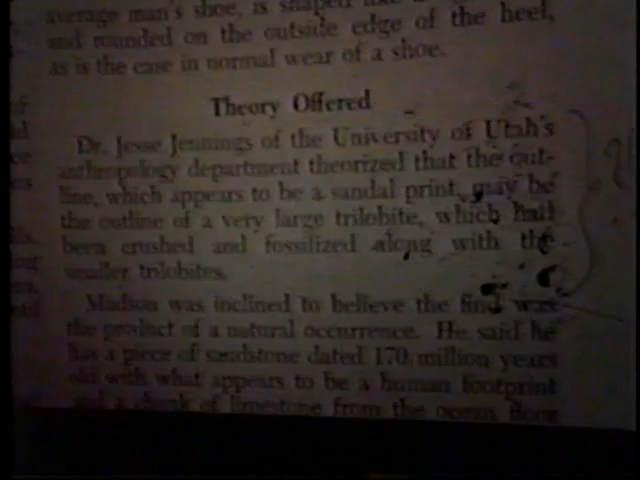 average man's shoe, is shaped
and rounded on the outside edge of the heel,
as is the case in normal wear of a shoe.
Theory Offered
Dr. Jesse Jennings of the University of Utah's
anthropology department theorized that the out-
line, which appears to be a sandal print, may be
the outline of a very large trilobite, which had
been crushed and fossilized along with the
smaller trilobites.
Madsen was inclined to believe the find was
the product of a natural occurrence. He said he
has a piece of sandstone dated 170 million years
old with what appears to be a human footprint
and a chunk of limestone from the ocean floor